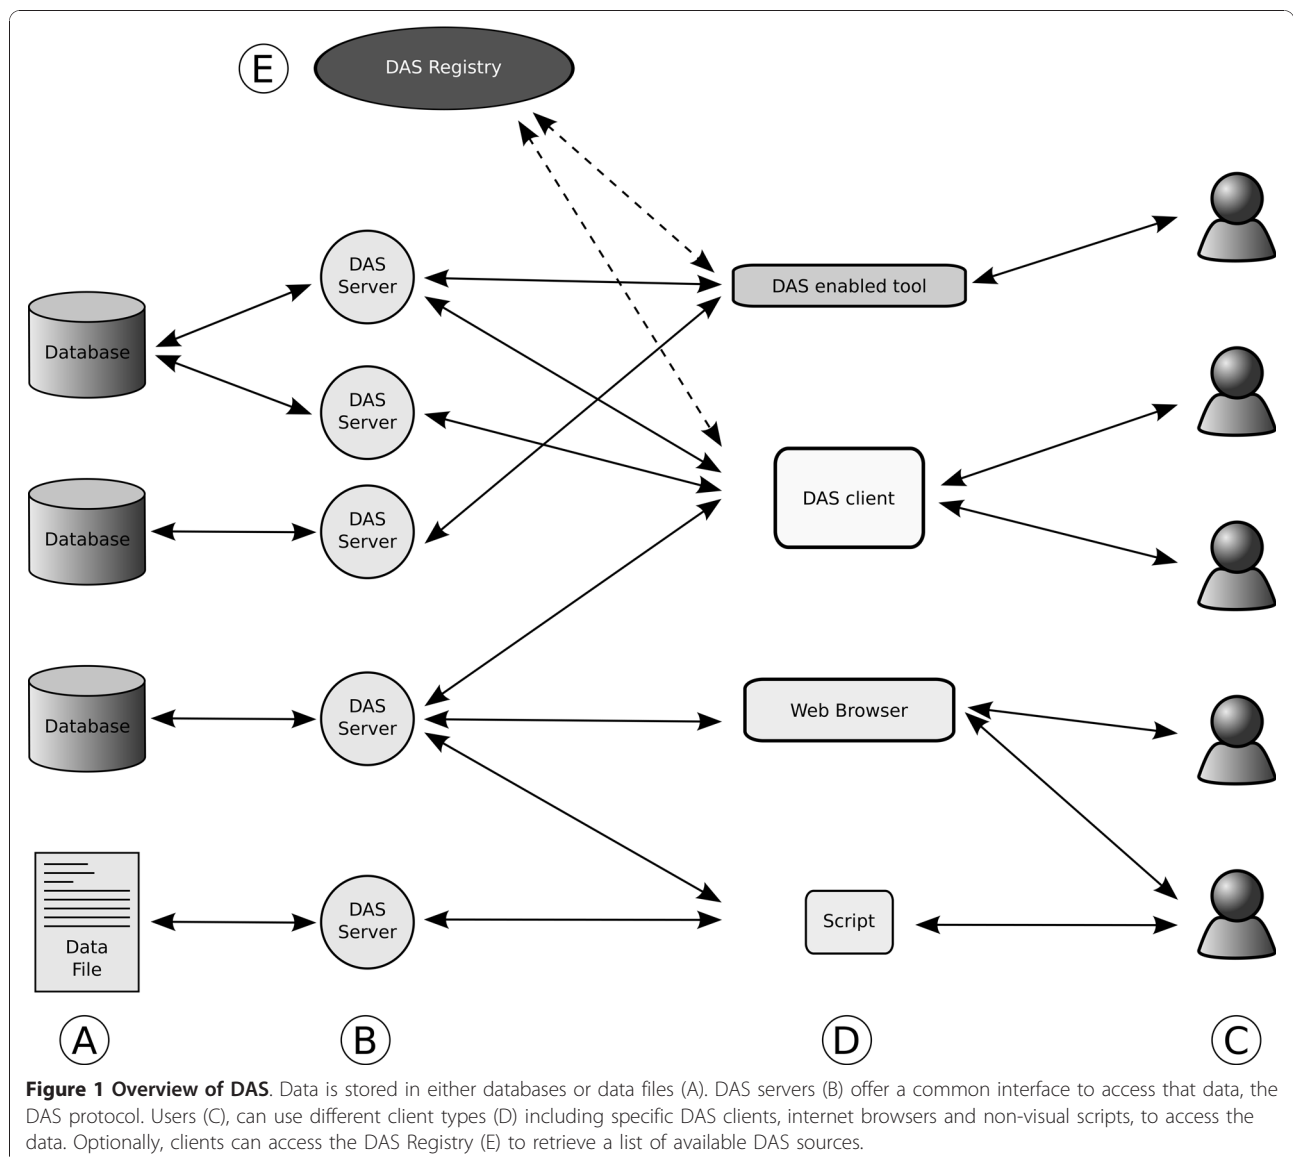 E
DAS Registry
DAS
Server
DAS enabled tool
Database
DAS
Server
DAS client
Database
DAS
Server
Database
DAS
Server
Web Browser
Data
File
DAS
Server
Script
A
B
D
C
Figure 1 Overview of DAS. Data is stored in either databases or data files (A). DAS servers (B) offer a common interface to access that data, the
DAS protocol. Users (C), can use different client types (D) including specific DAS clients, internet browsers and non-visual scripts, to access the
data. Optionally, clients can access the DAS Registry (E) to retrieve a list of available DAS sources.